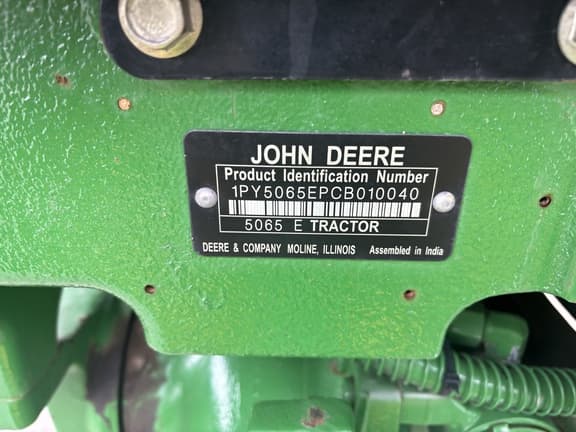 JOHN DEERE
Product Identification Number
1PY5065EPCB010040
5065 E TRACTOR
DEERE & COMPANY MOLINE, ILLINOIS Assembled in India